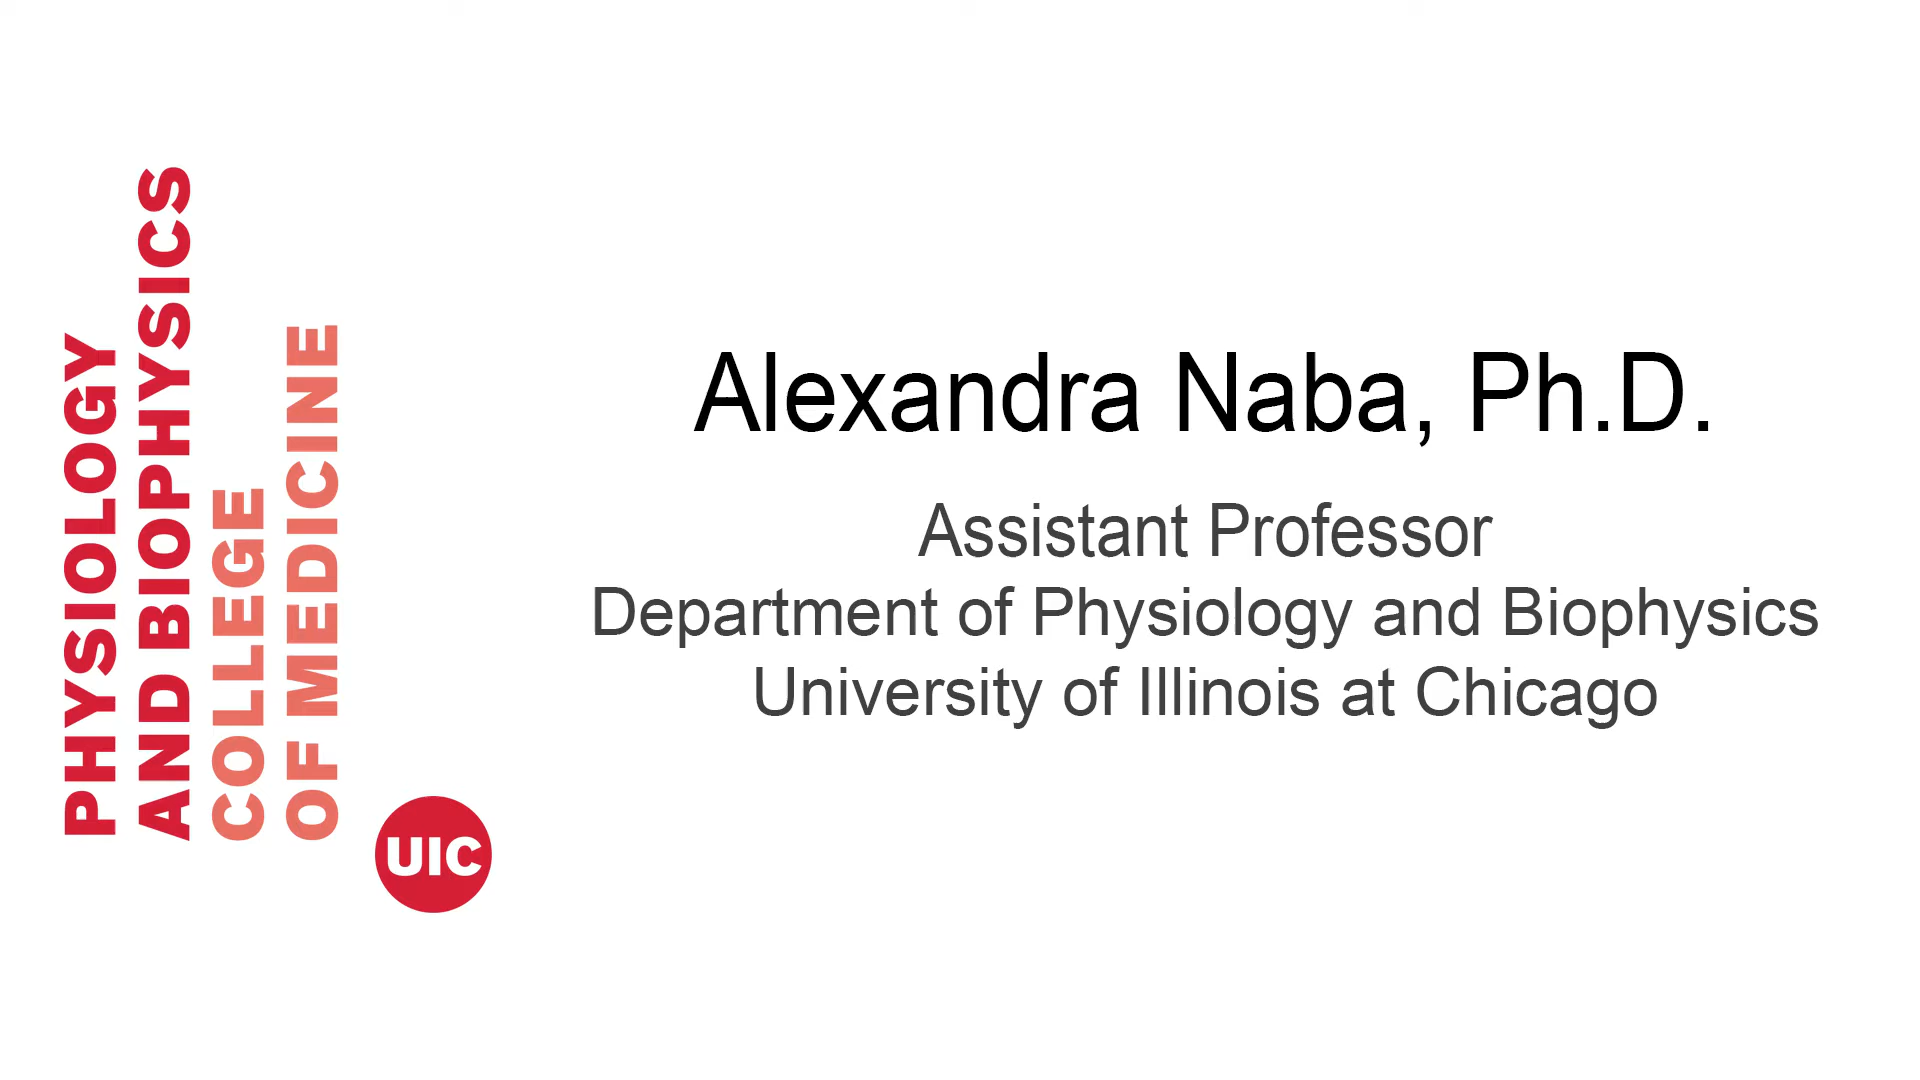 PHYSIOLOGY
AND BIOPHYSICS
COLLEGE
OF MEDICINE
UIC
Alexandra Naba, Ph.D.
Assistant Professor
Department of Physiology and Biophysics
University of Illinois at Chicago